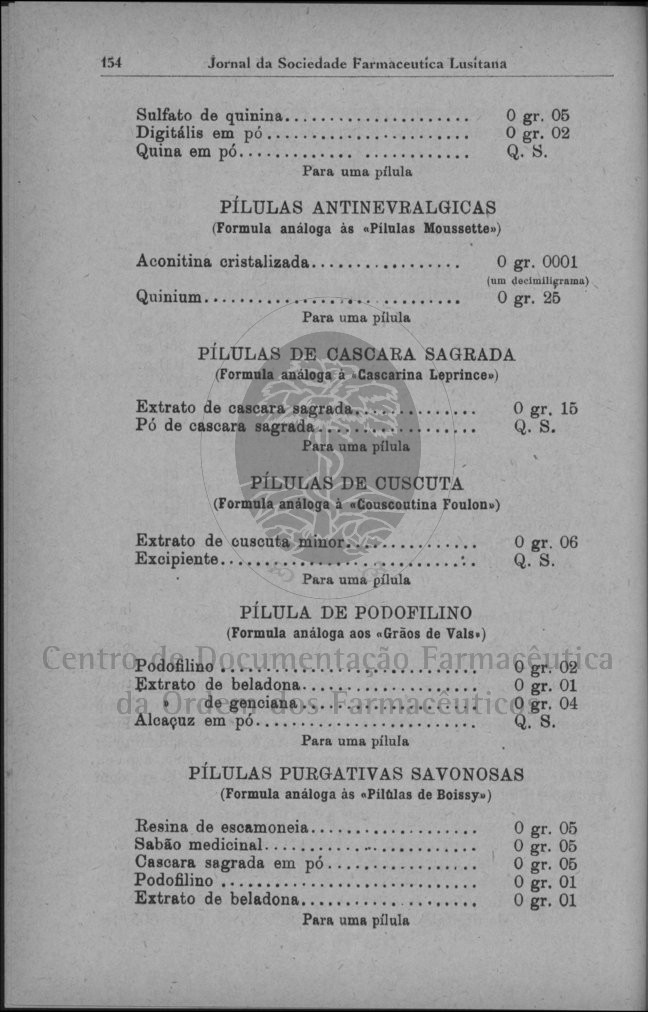 154 Jornal da Sociedade Farmaceutica Lusitana
Sulfato de quinina..................... 0 gr. 05
Digitális em pó....................... 0 gr. 02
Quina em pó.......................... Q. S.
Para uma pílula
PÍLULAS ANTINEVRALGICAS
(Formula análoga às «Pilulas Moussette»)
Aconitina cristalizada................. 0 gr. 0001
(um decimiligrama)
Quinium............................. 0 gr. 25
Para uma pílula
PÍLULAS DE CASCARA SAGRADA
(Formula análoga à «Cascarina Leprince»)
Extrato de cascara sagrada.............. 0 gr. 15
Pó de cascara sagrada.................. Q. S.
Para uma pílula
PÍLULAS DE CUSCUTA
(Formula análoga à «Couscoutina Foulon»)
Extrato de cuscuta minor............... 0 gr. 06
Excipiente............................. Q. S.
Para uma pílula
PÍLULA DE PODOFILINO
(Formula análoga aos «Grãos de Vals»)
Centro de Documentação Farmacêutica
Podofilino ............................. 0 gr. 02
Extrato de beladona.................... 0 gr. 01
da Ordem dos Farmacêuticos
» de genciana.................... 0 gr. 04
Alcaçuz em pó......................... Q. S.
Para uma pílula
PÍLULAS PURGATIVAS SAVONOSAS
(Formula análoga às «Pilulas de Boissy»)
Resina de escamoneia................... 0 gr. 05
Sabão medicinal........................ 0 gr. 05
Cascara sagrada em pó................. 0 gr. 05
Podofilino ............................. 0 gr. 01
Extrato de beladona.................... 0 gr. 01
Para uma pílula